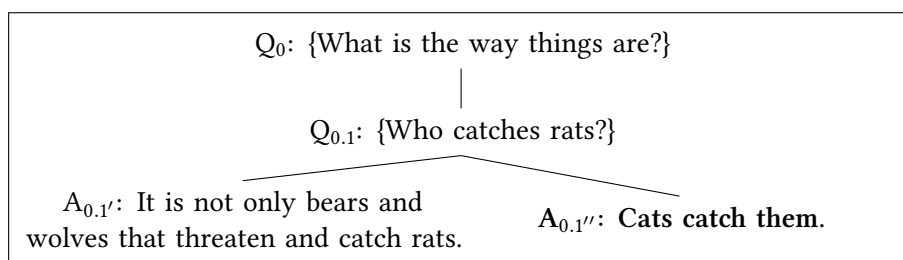 Q₀: {What is the way things are?}
Q₀.₁: {Who catches rats?}
A₀.₁′: It is not only bears and
wolves that threaten and catch rats.
A₀.₁″: Cats catch them.